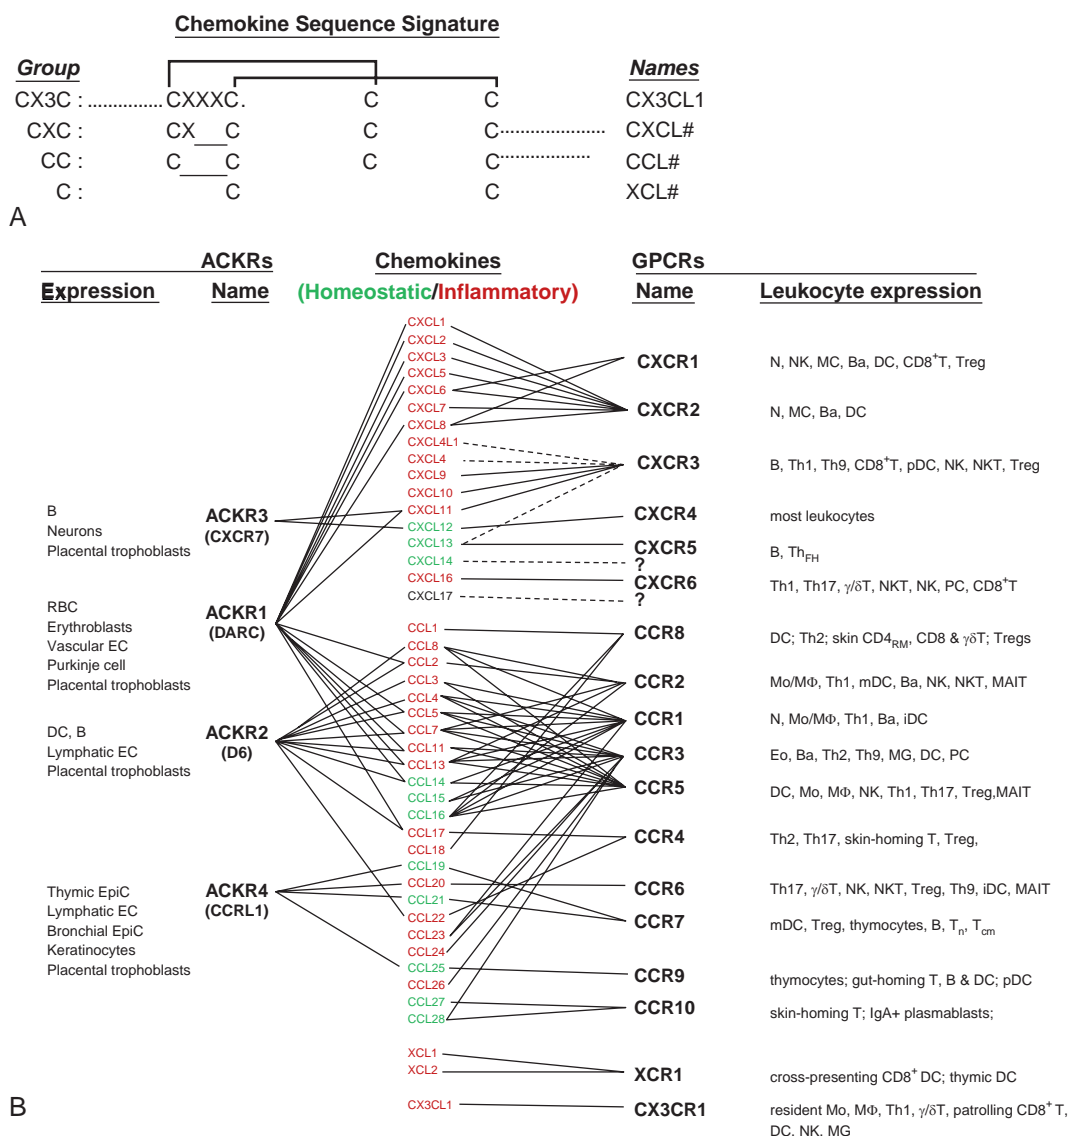 Chemokine Sequence Signature
Group Names
CX3C : ..............CXXXC. C C CX3CL1
CXC : CX C C C.................... CXCL#
CC : C C C C................. CCL#
C : C C XCL#
A
ACKRs Chemokines GPCRs
Expression Name (Homeostatic/Inflammatory) Name Leukocyte expression
CXCL1
CXCL2
CXCL3
CXCL5
CXCL6
CXCL7
CXCL8
CXCL4L1
CXCL4
CXCL9
CXCL10
CXCL11
CXCL12
CXCL13
CXCL14
CXCL16
CXCL17
CCL1
CCL8
CCL2
CCL3
CCL4
CCL5
CCL7
CCL11
CCL13
CCL14
CCL15
CCL16
CCL17
CCL18
CCL19
CCL20
CCL21
CCL22
CCL23
CCL24
CCL25
CCL26
CCL27
CCL28
XCL1
XCL2
CX3CL1
B
Neurons
Placental trophoblasts
ACKR3
(CXCR7)
RBC
Erythroblasts
Vascular EC
Purkinje cell
Placental trophoblasts
ACKR1
(DARC)
DC, B
Lymphatic EC
Placental trophoblasts
ACKR2
(D6)
Thymic EpiC
Lymphatic EC
Bronchial EpiC
Keratinocytes
Placental trophoblasts
ACKR4
(CCRL1)
CXCR1 N, NK, MC, Ba, DC, CD8+T, Treg
CXCR2 N, MC, Ba, DC
CXCR3 B, Th1, Th9, CD8+T, pDC, NK, NKT, Treg
CXCR4 most leukocytes
CXCR5 B, ThFH
?
CXCR6 Th1, Th17, γ/δT, NKT, NK, PC, CD8+T
?
CCR8 DC; Th2; skin CD4RM, CD8 & γδT; Tregs
CCR2 Mo/MΦ, Th1, mDC, Ba, NK, NKT, MAIT
CCR1 N, Mo/MΦ, Th1, Ba, iDC
CCR3 Eo, Ba, Th2, Th9, MG, DC, PC
CCR5 DC, Mo, MΦ, NK, Th1, Th17, Treg,MAIT
CCR4 Th2, Th17, skin-homing T, Treg,
CCR6 Th17, γ/δT, NK, NKT, Treg, Th9, iDC, MAIT
CCR7 mDC, Treg, thymocytes, B, Tn, Tcm
CCR9 thymocytes; gut-homing T, B & DC; pDC
CCR10 skin-homing T; IgA+ plasmablasts;
XCR1 cross-presenting CD8+ DC; thymic DC
CX3CR1 resident Mo, MΦ, Th1, γ/δT, patrolling CD8+ T,
DC, NK, MG
B